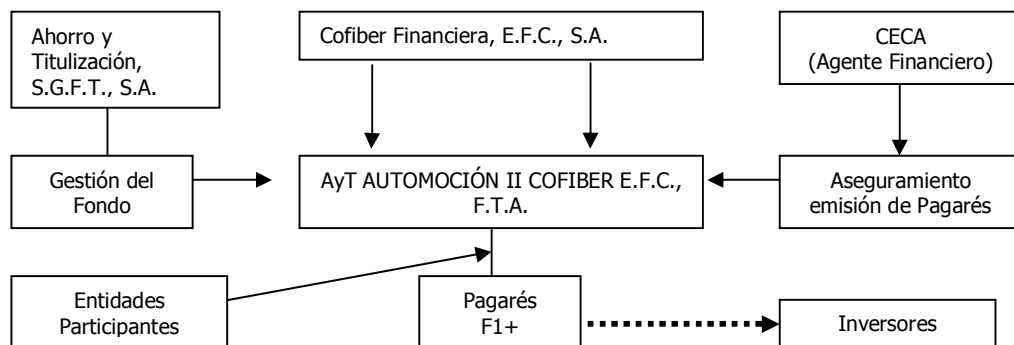 Ahorro y
Titulización,
S.G.F.T., S.A.
Cofiber Financiera, E.F.C., S.A.
CECA
(Agente Financiero)
Gestión del
Fondo
AyT AUTOMOCIÓN II COFIBER E.F.C.,
F.T.A.
Aseguramiento
emisión de Pagarés
Entidades
Participantes
Pagarés
F1+
Inversores